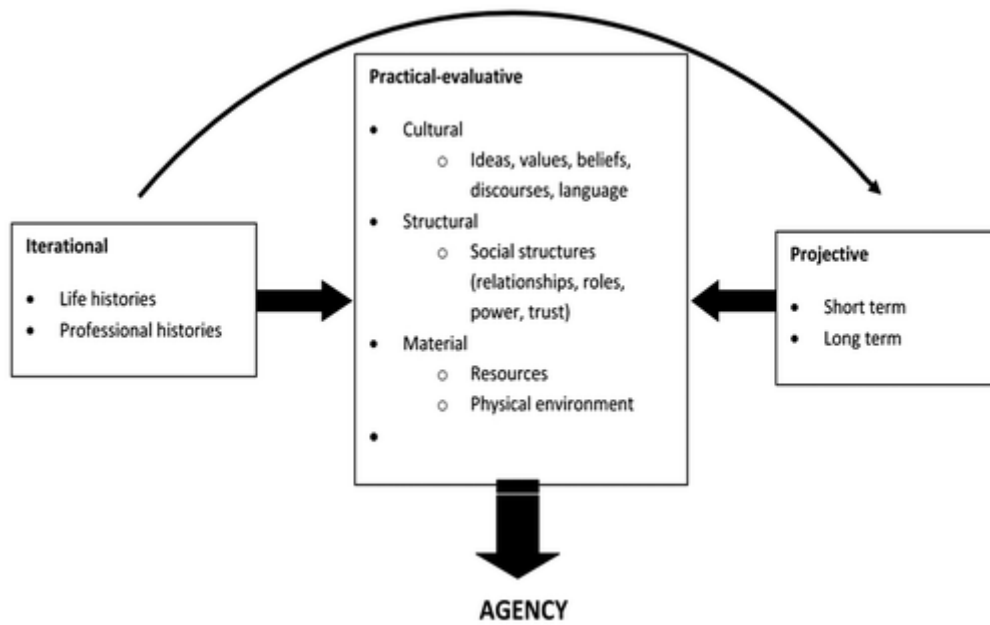 Practical-evaluative
• Cultural
o Ideas, values, beliefs,
discourses, language
• Structural
o Social structures
(relationships, roles,
power, trust)
• Material
o Resources
o Physical environment
•
Iterational
• Life histories
• Professional histories
Projective
• Short term
• Long term
AGENCY